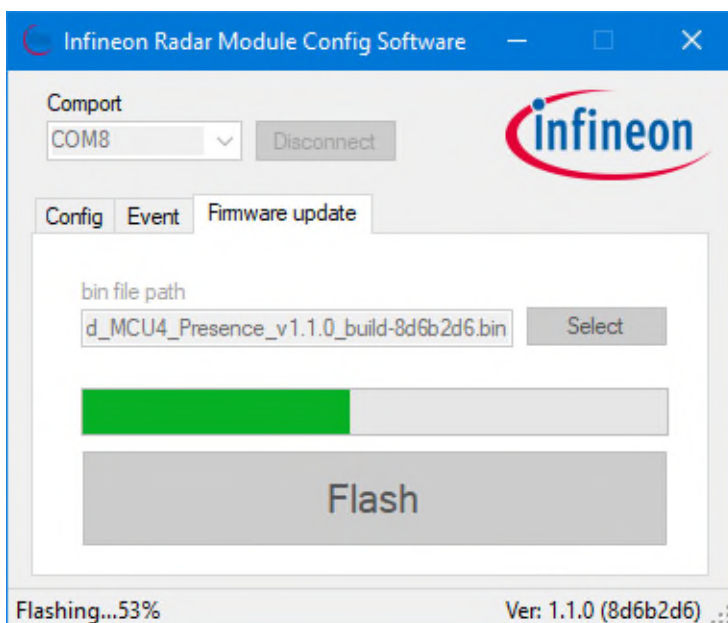 Infineon Radar Module Config Software
Comport
COM8
Disconnect
infineon
Config Event Firmware update
bin file path
d_MCU4_Presence_v1.1.0_build-8d6b2d6.bin
Select
Flash
Flashing...53%
Ver: 1.1.0 (8d6b2d6)